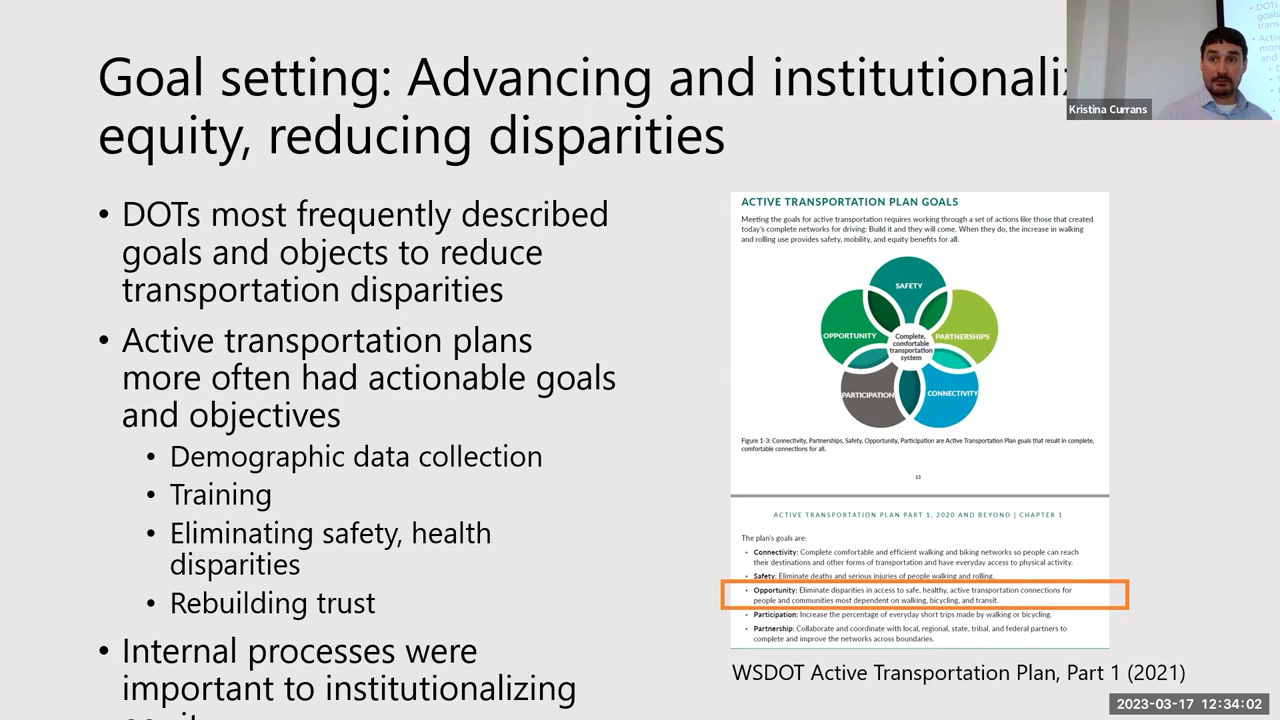 Goal setting: Advancing and institutionaliz
equity, reducing disparities
• DOTs most frequently described
goals and objects to reduce
transportation disparities
• Active transportation plans
more often had actionable goals
and objectives
• Demographic data collection
• Training
• Eliminating safety, health
disparities
• Rebuilding trust
• Internal processes were
important to institutionalizing
Kristina Currans
ACTIVE TRANSPORTATION PLAN GOALS
Meeting the goals for active transportation requires working through a set of actions like those that created
today's complete networks for driving: Build it and they will come. When they do, the increase in walking
and rolling use provides safety, mobility, and equity benefits for all.
SAFETY
OPPORTUNITY
PARTNERSHIPS
Complete,
comfortable
transportation
system
PARTICIPATION
CONNECTIVITY
Figure 1-3: Connectivity, Partnerships, Safety, Opportunity, Participation are Active Transportation Plan goals that result in complete,
comfortable connections for all.
13
ACTIVE TRANSPORTATION PLAN PART 1, 2020 AND BEYOND | CHAPTER 1
The plan's goals are:
• Connectivity: Complete comfortable and efficient walking and biking networks so people can reach
their destinations and other forms of transportation and have everyday access to physical activity.
• Safety: Eliminate deaths and serious injuries of people walking and rolling.
• Opportunity: Eliminate disparities in access to safe, healthy, active transportation connections for
people and communities most dependent on walking, bicycling, and transit.
• Participation: Increase the percentage of everyday short trips made by walking or bicycling.
• Partnership: Collaborate and coordinate with local, regional, state, tribal, and federal partners to
complete and improve the networks across boundaries.
WSDOT Active Transportation Plan, Part 1 (2021)
2023-03-17 12:34:02